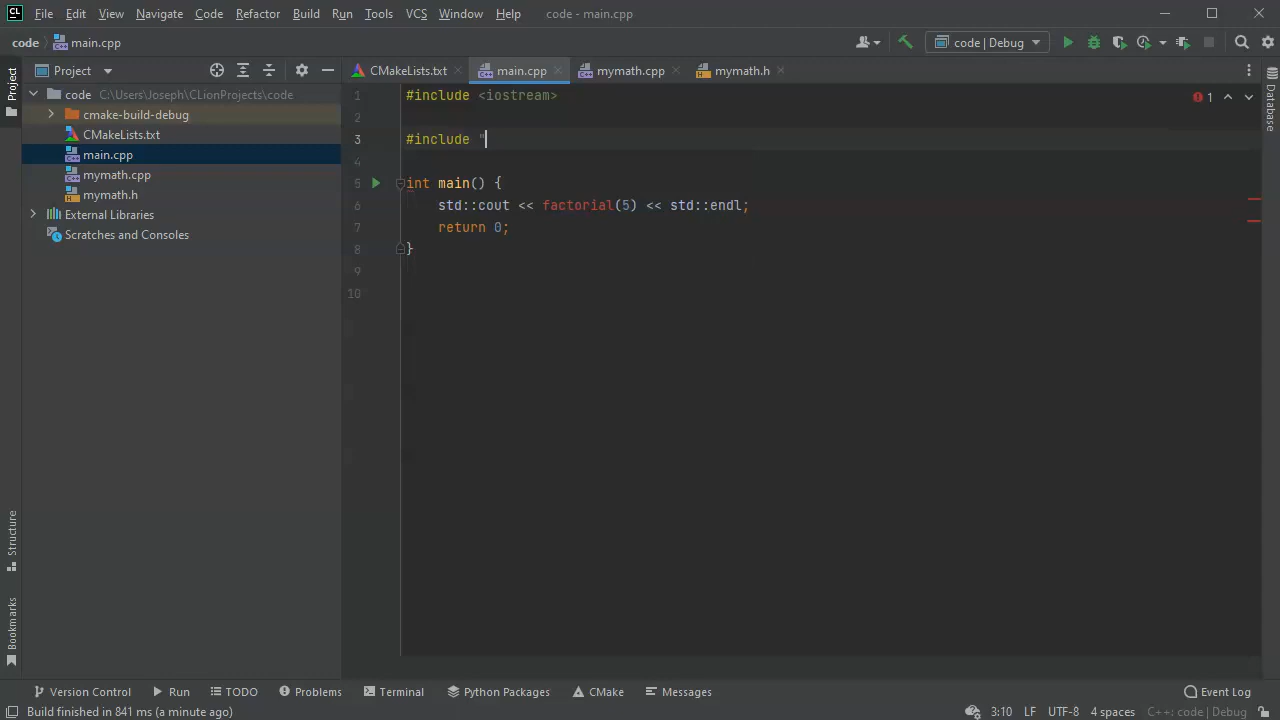 CL File Edit View Navigate Code Refactor Build Run Tools VCS Window Help code - main.cpp
code main.cpp code | Debug
Project CMakeLists.txt main.cpp mymath.cpp mymath.h
Project
code C:\Users\Joseph\CLionProjects\code
cmake-build-debug
CMakeLists.txt
main.cpp
mymath.cpp
mymath.h
External Libraries
Scratches and Consoles
1 #include <iostream>
2
3 #include "
4
5 int main() {
6 std::cout << factorial(5) << std::endl;
7 return 0;
8 }
9
10
1
Database
Structure
Bookmarks
Version Control Run TODO Problems Terminal Python Packages CMake Messages Event Log
Build finished in 841 ms (a minute ago) 3:10 LF UTF-8 4 spaces C++: code | Debug